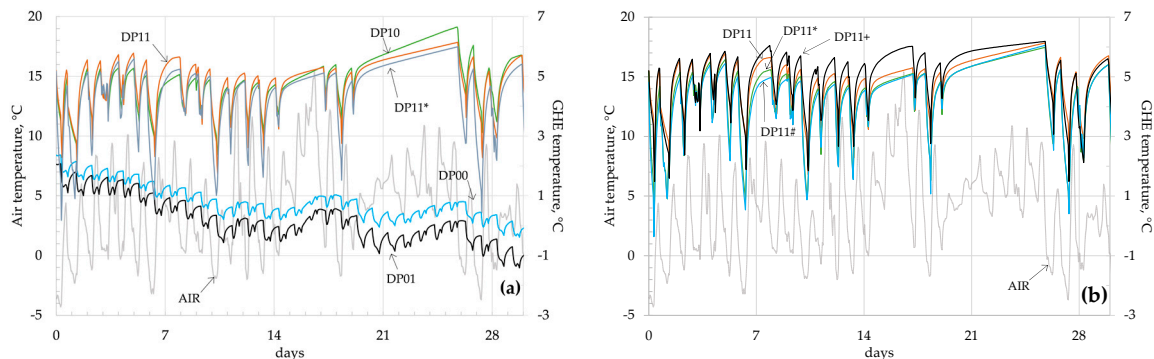 20
15
10
5
0
-5
Air temperature, °C
7
5
3
1
-1
-3
GHE temperature, °C
DP10
DP11
DP11*
DP00
DP01
AIR
(a)
0 7 14 21 28
days
20
15
10
5
0
-5
Air temperature, °C
7
5
3
1
-1
-3
GHE temperature, °C
DP11 DP11* DP11+
DP11#
AIR
(b)
0 7 14 21 28
days